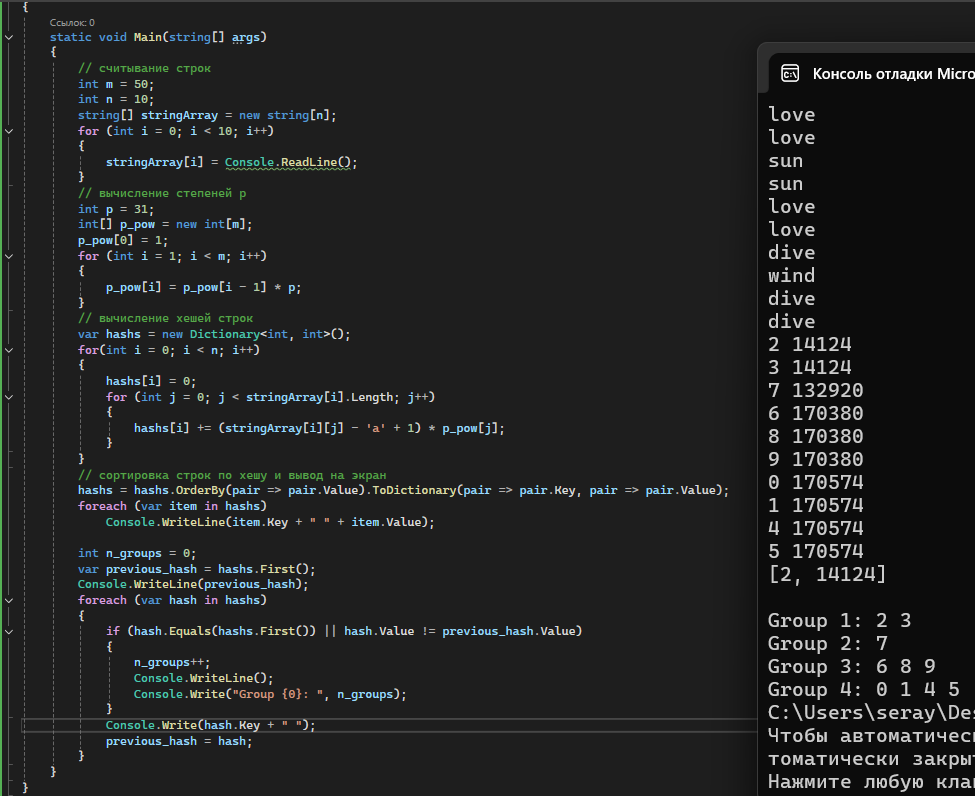 {
Ссылок: 0
static void Main(string[] args)
{
// считывание строк
int m = 50;
int n = 10;
string[] stringArray = new string[n];
for (int i = 0; i < 10; i++)
{
stringArray[i] = Console.ReadLine();
}
// вычисление степеней p
int p = 31;
int[] p_pow = new int[m];
p_pow[0] = 1;
for (int i = 1; i < m; i++)
{
p_pow[i] = p_pow[i - 1] * p;
}
// вычисление хешей строк
var hashs = new Dictionary<int, int>();
for(int i = 0; i < n; i++)
{
hashs[i] = 0;
for (int j = 0; j < stringArray[i].Length; j++)
{
hashs[i] += (stringArray[i][j] - 'a' + 1) * p_pow[j];
}
}
// сортировка строк по хешу и вывод на экран
hashs = hashs.OrderBy(pair => pair.Value).ToDictionary(pair => pair.Key, pair => pair.Value);
foreach (var item in hashs)
Console.WriteLine(item.Key + " " + item.Value);
int n_groups = 0;
var previous_hash = hashs.First();
Console.WriteLine(previous_hash);
foreach (var hash in hashs)
{
if (hash.Equals(hashs.First()) || hash.Value != previous_hash.Value)
{
n_groups++;
Console.WriteLine();
Console.Write("Group {0}: ", n_groups);
}
Console.Write(hash.Key + " ");
previous_hash = hash;
}
}
}
Консоль отладки Micro
love
love
sun
sun
love
love
dive
wind
dive
dive
2 14124
3 14124
7 132920
6 170380
8 170380
9 170380
0 170574
1 170574
4 170574
5 170574
[2, 14124]
Group 1: 2 3
Group 2: 7
Group 3: 6 8 9
Group 4: 0 1 4 5
C:\Users\seray\Des
Чтобы автоматическ
томатически закрыт
Нажмите любую кла